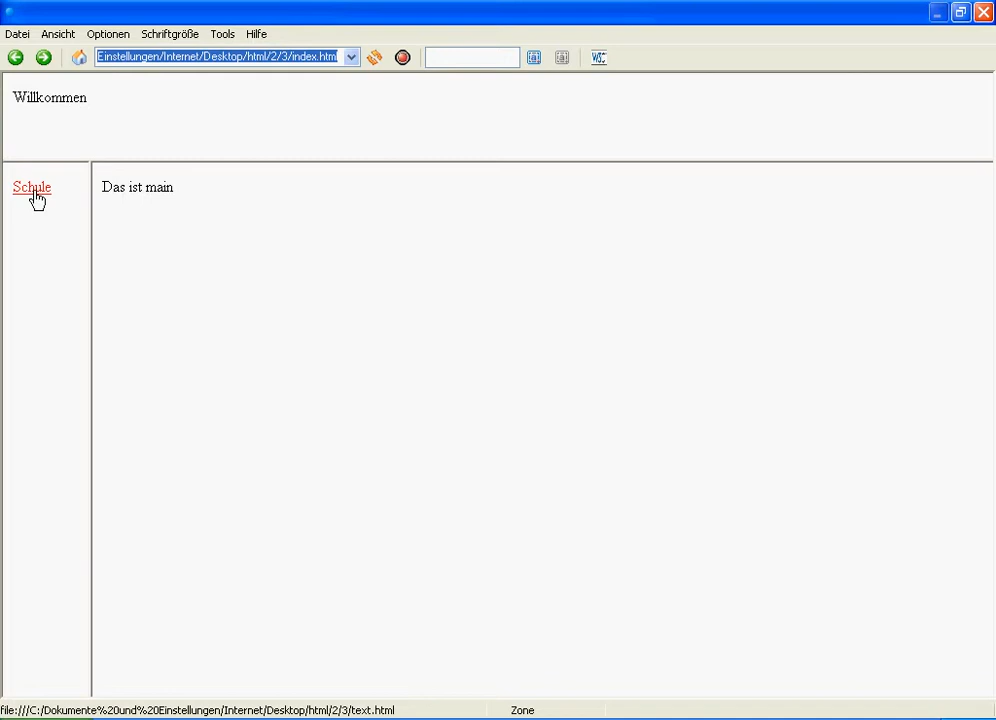 Datei Ansicht Optionen Schriftgröße Tools Hilfe
Einstellungen/Internet/Desktop/html/2/3/index.htm
Willkommen
Schule
Das ist main
file:///C:/Dokumente%20und%20Einstellungen/Internet/Desktop/html/2/3/text.html
Zone